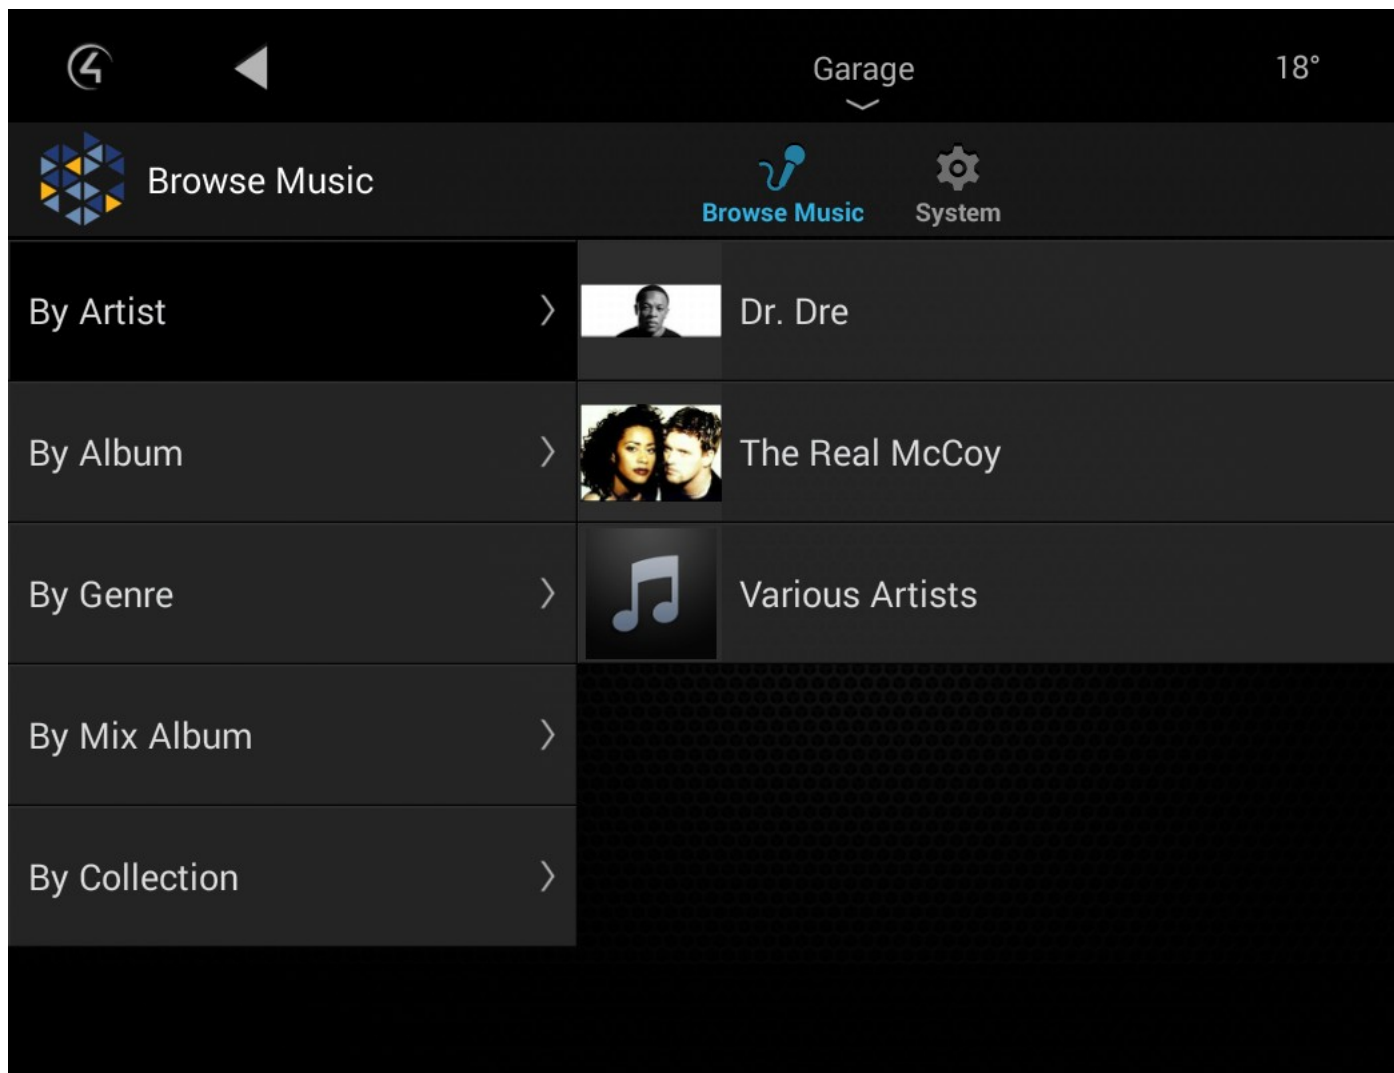 Garage
18°
Browse Music
Browse Music
System
By Artist
Dr. Dre
By Album
The Real McCoy
By Genre
Various Artists
By Mix Album
By Collection